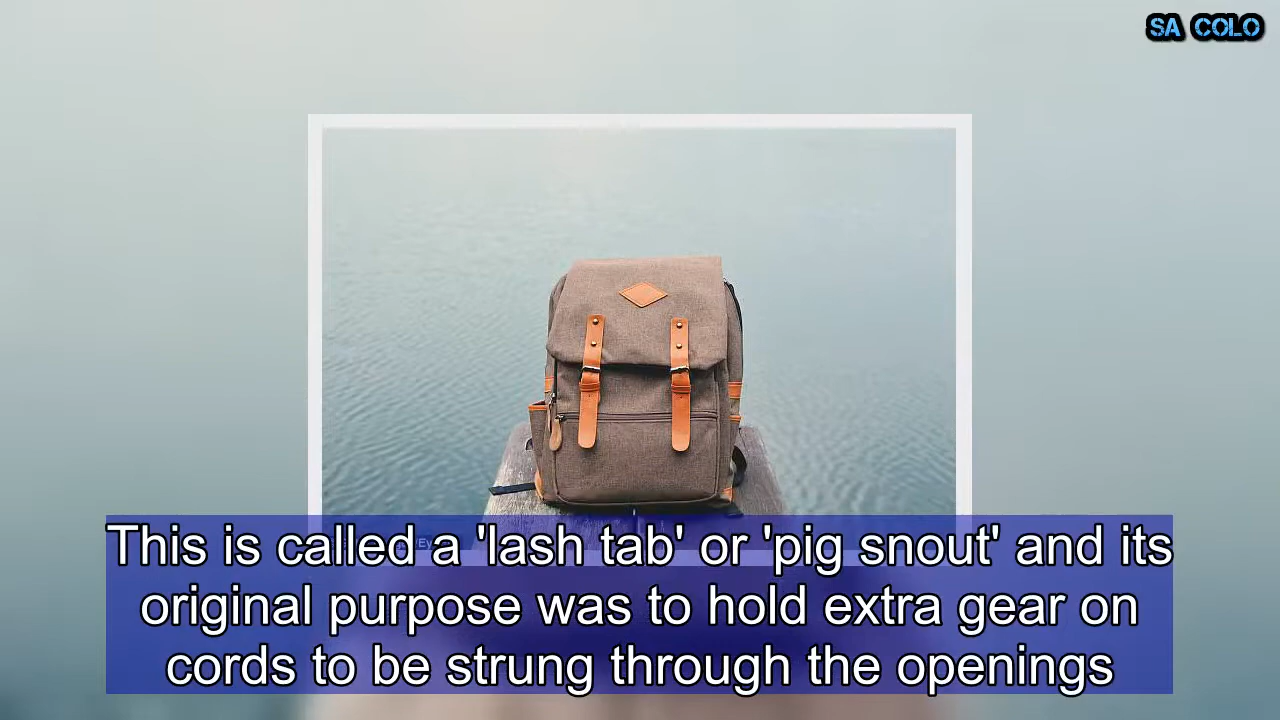 SA COLO
This is called a 'lash tab' or 'pig snout' and its
original purpose was to hold extra gear on
cords to be strung through the openings